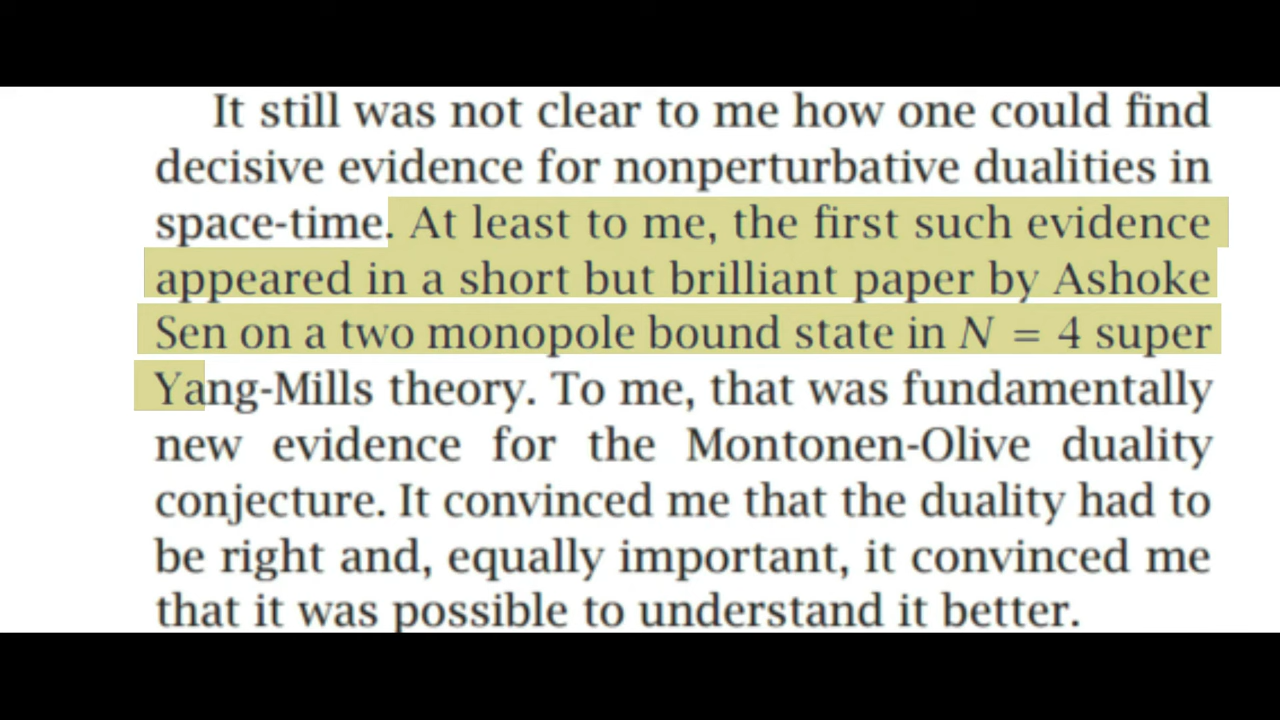 It still was not clear to me how one could find
decisive evidence for nonperturbative dualities in
space-time. At least to me, the first such evidence
appeared in a short but brilliant paper by Ashoke
Sen on a two monopole bound state in N = 4 super
Yang-Mills theory. To me, that was fundamentally
new evidence for the Montonen-Olive duality
conjecture. It convinced me that the duality had to
be right and, equally important, it convinced me
that it was possible to understand it better.